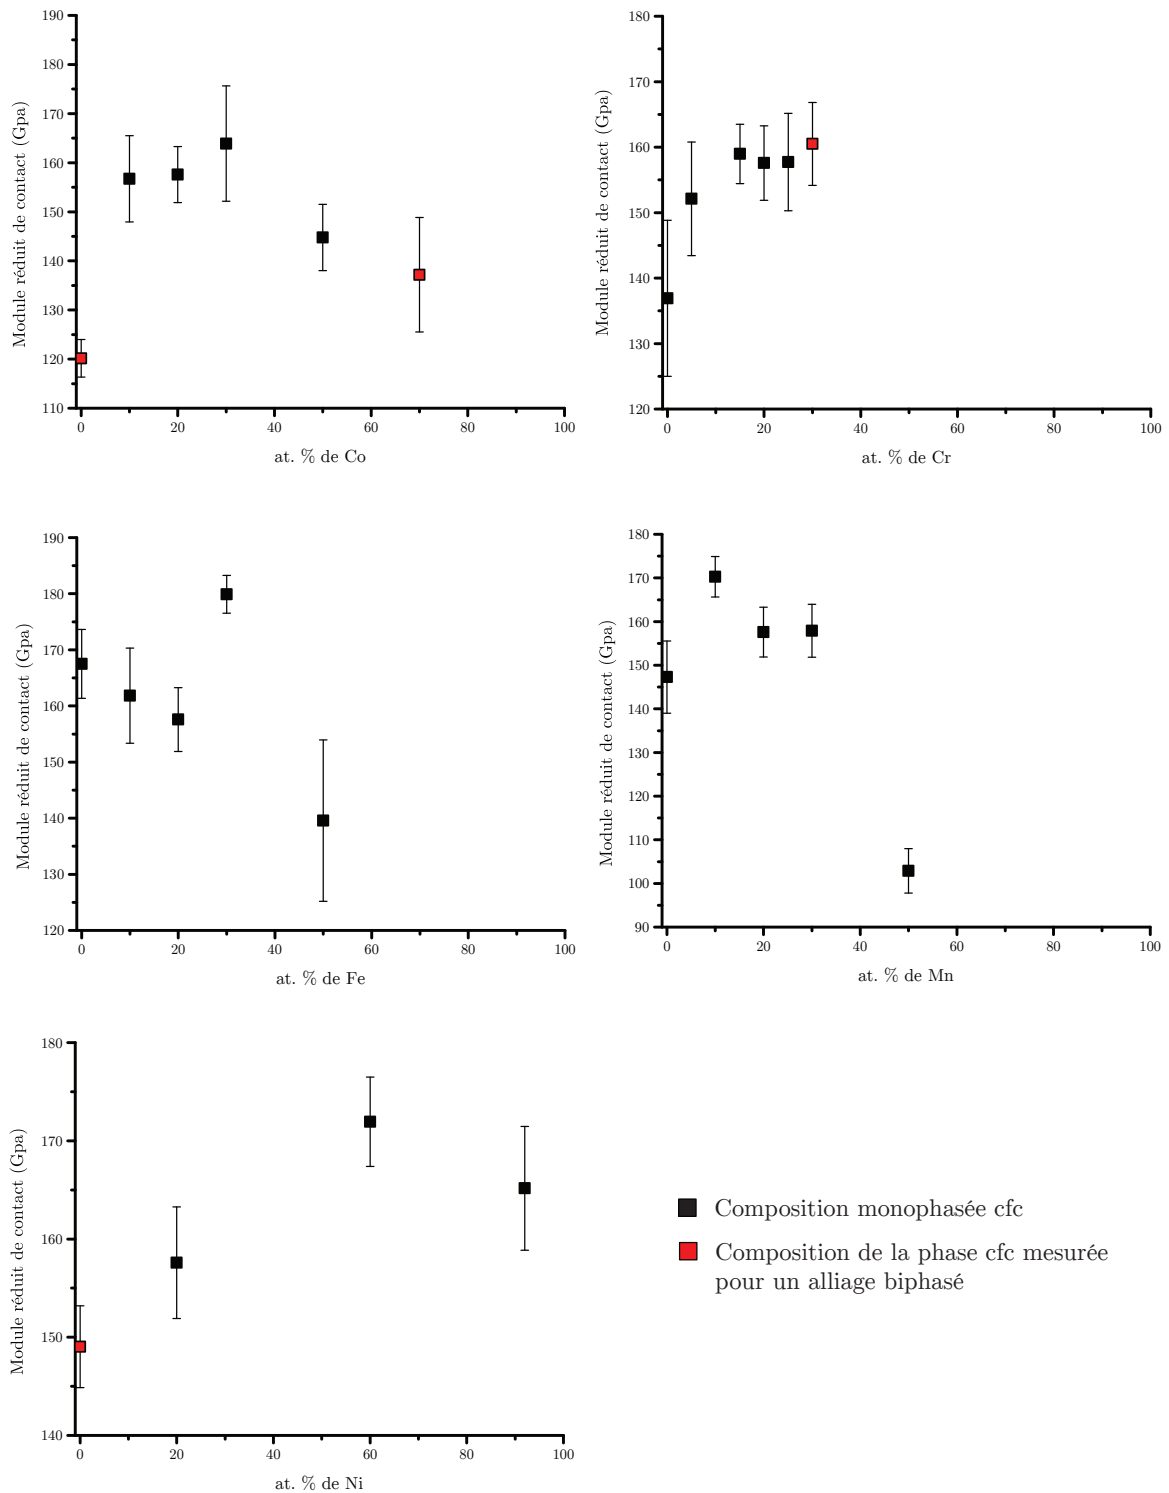 190
180
170
160
150
140
130
120
110
Module réduit de contact (Gpa)
0 20 40 60 80 100
at. % de Co
180
170
160
150
140
130
120
Module réduit de contact (Gpa)
0 20 40 60 80 100
at. % de Cr
190
180
170
160
150
140
130
120
Module réduit de contact (Gpa)
0 20 40 60 80 100
at. % de Fe
180
170
160
150
140
130
120
110
100
90
Module réduit de contact (Gpa)
0 20 40 60 80 100
at. % de Mn
180
170
160
150
140
Module réduit de contact (Gpa)
0 20 40 60 80 100
at. % de Ni
Composition monophasée cfc
Composition de la phase cfc mesurée
pour un alliage biphasé